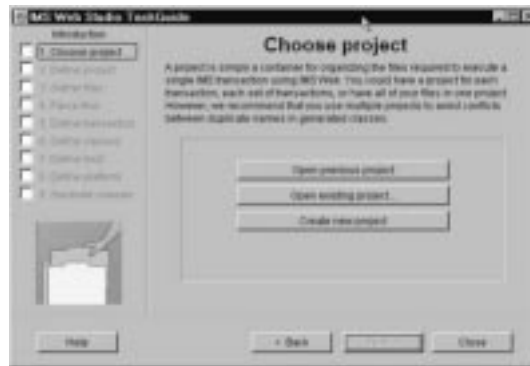 IMS Web Studio TaskGuide
Introduction
1 Choose project
2 Define project
3 Gather files
4 Parse files
5 Define transaction
6 Define classes
7 Define
8 Define platform
9 Generate
Choose project
A project is simply a container for organizing the files required to execute a
single IMS transaction using IMS Web. You could have a project for each
transaction, each set of transactions, or have all of your files in one project.
However, we recommend that you use multiple projects to avoid conflicts
between duplicate names in generated classes.
Open previous project
Open existing project...
Create new project
Help
< Back
Close